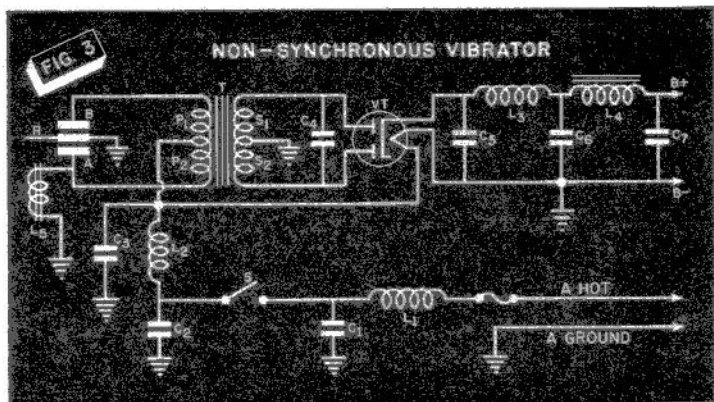 FIG. 3
NON-SYNCHRONOUS VIBRATOR
T
VT
B+
B
R
A
P1
P2
S1
S2
C4
C5
L3
C6
L4
C7
L5
C3
L2
B-
S
A HOT
C2
C1
L1
A GROUND